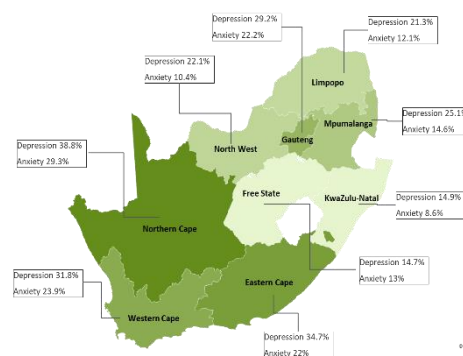 Depression 29.2%
Anxiety 22.2%
Depression 21.3%
Anxiety 12.1%
Depression 22.1%
Anxiety 10.4%
Limpopo
Depression 25.1%
Anxiety 14.6%
Mpumalanga
Gauteng
North West
Depression 38.8%
Anxiety 29.3%
Free State
KwaZulu-Natal
Depression 14.9%
Anxiety 8.6%
Northern Cape
Depression 14.7%
Anxiety 13%
Depression 31.8%
Anxiety 23.9%
Eastern Cape
Western Cape
Depression 34.7%
Anxiety 22%